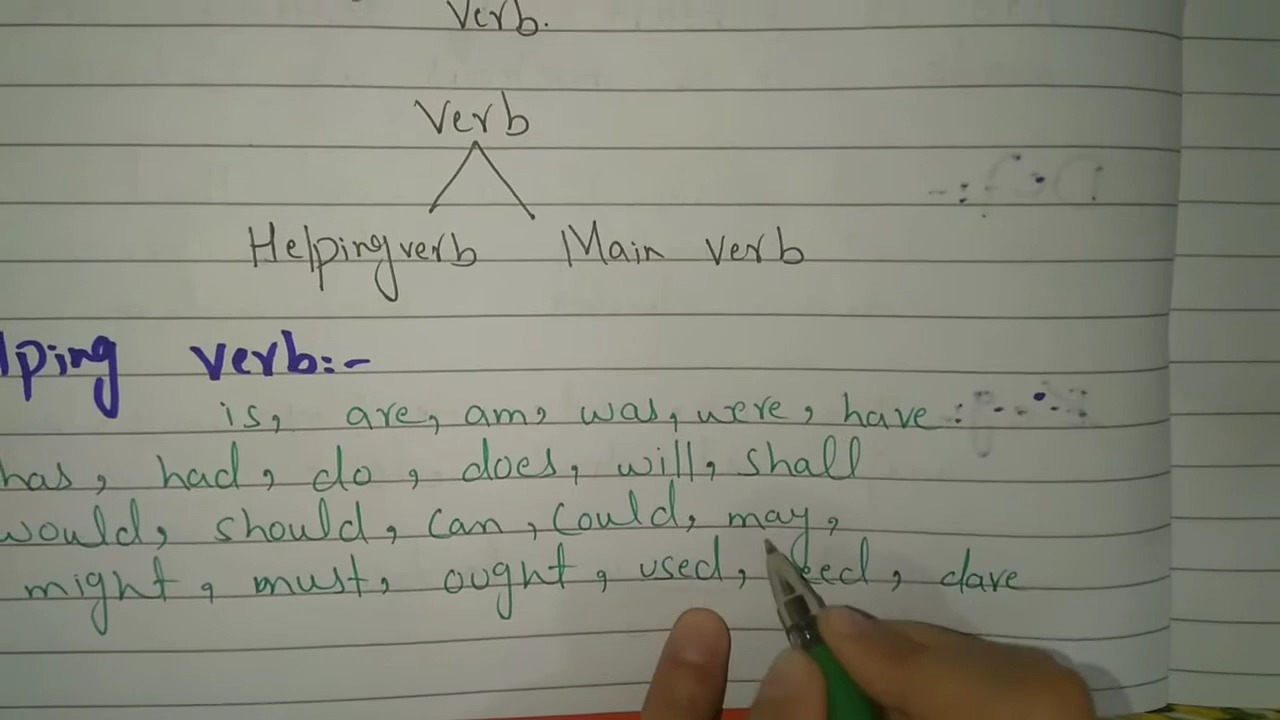 Verb.
Verb
Helping verb Main verb
lping verb:-
is, are, am, was, were, have
has, had, do, does, will, shall
would, should, can, could, may,
might, must, ought, used, need, dare